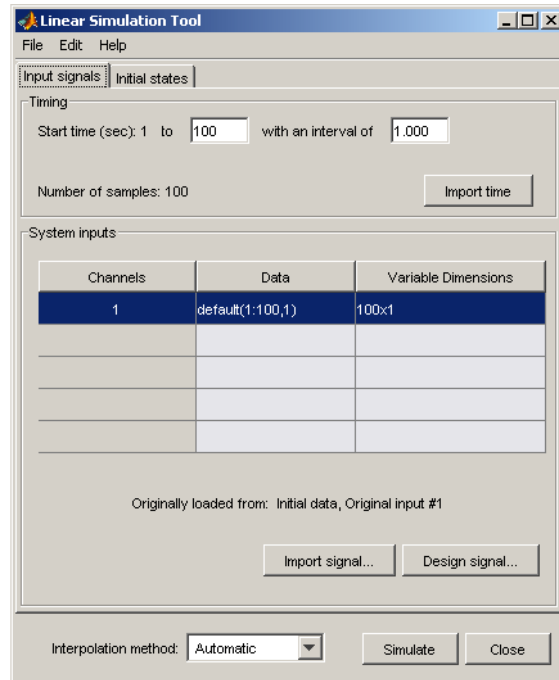 Linear Simulation Tool
File Edit Help
Input signals Initial states
Timing
Start time (sec): 1 to 100 with an interval of 1.000
Number of samples: 100 Import time
System inputs
Channels Data Variable Dimensions
1 default(1:100,1) 100x1
Originally loaded from: Initial data, Original input #1
Import signal... Design signal...
Interpolation method: Automatic Simulate Close